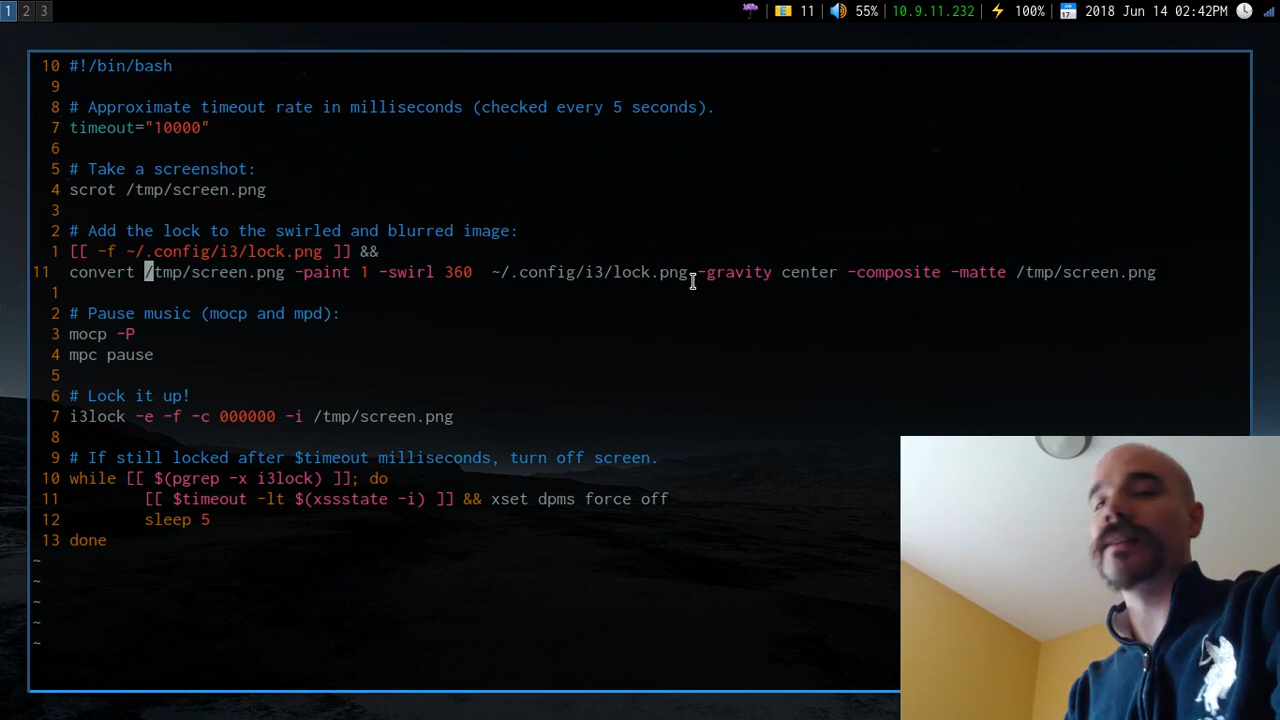 1 2 3 11 55% 10.9.11.232 100% 2018 Jun 14 02:42PM
10 #!/bin/bash
9
8 # Approximate timeout rate in milliseconds (checked every 5 seconds).
7 timeout="10000"
6
5 # Take a screenshot:
4 scrot /tmp/screen.png
3
2 # Add the lock to the swirled and blurred image:
1 [[ -f ~/.config/i3/lock.png ]] &&
11 convert /tmp/screen.png -paint 1 -swirl 360  ~/.config/i3/lock.png -gravity center -composite -matte /tmp/screen.png
1
2 # Pause music (mocp and mpd):
3 mocp -P
4 mpc pause
5
6 # Lock it up!
7 i3lock -e -f -c 000000 -i /tmp/screen.png
8
9 # If still locked after $timeout milliseconds, turn off screen.
10 while [[ $(pgrep -x i3lock) ]]; do
11         [[ $timeout -lt $(xssstate -i) ]] && xset dpms force off
12         sleep 5
13 done
~
~
~
~
~